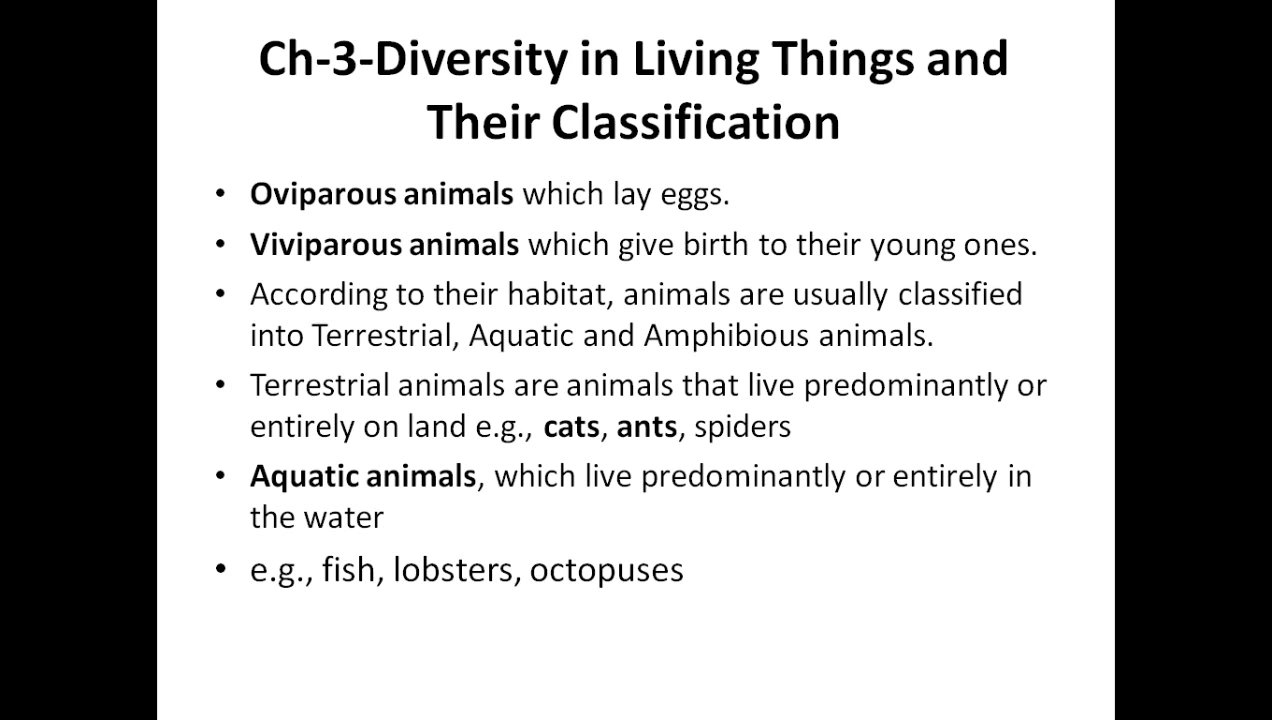 Ch-3-Diversity in Living Things and
Their Classification
• Oviparous animals which lay eggs.
• Viviparous animals which give birth to their young ones.
• According to their habitat, animals are usually classified
into Terrestrial, Aquatic and Amphibious animals.
• Terrestrial animals are animals that live predominantly or
entirely on land e.g., cats, ants, spiders
• Aquatic animals, which live predominantly or entirely in
the water
• e.g., fish, lobsters, octopuses